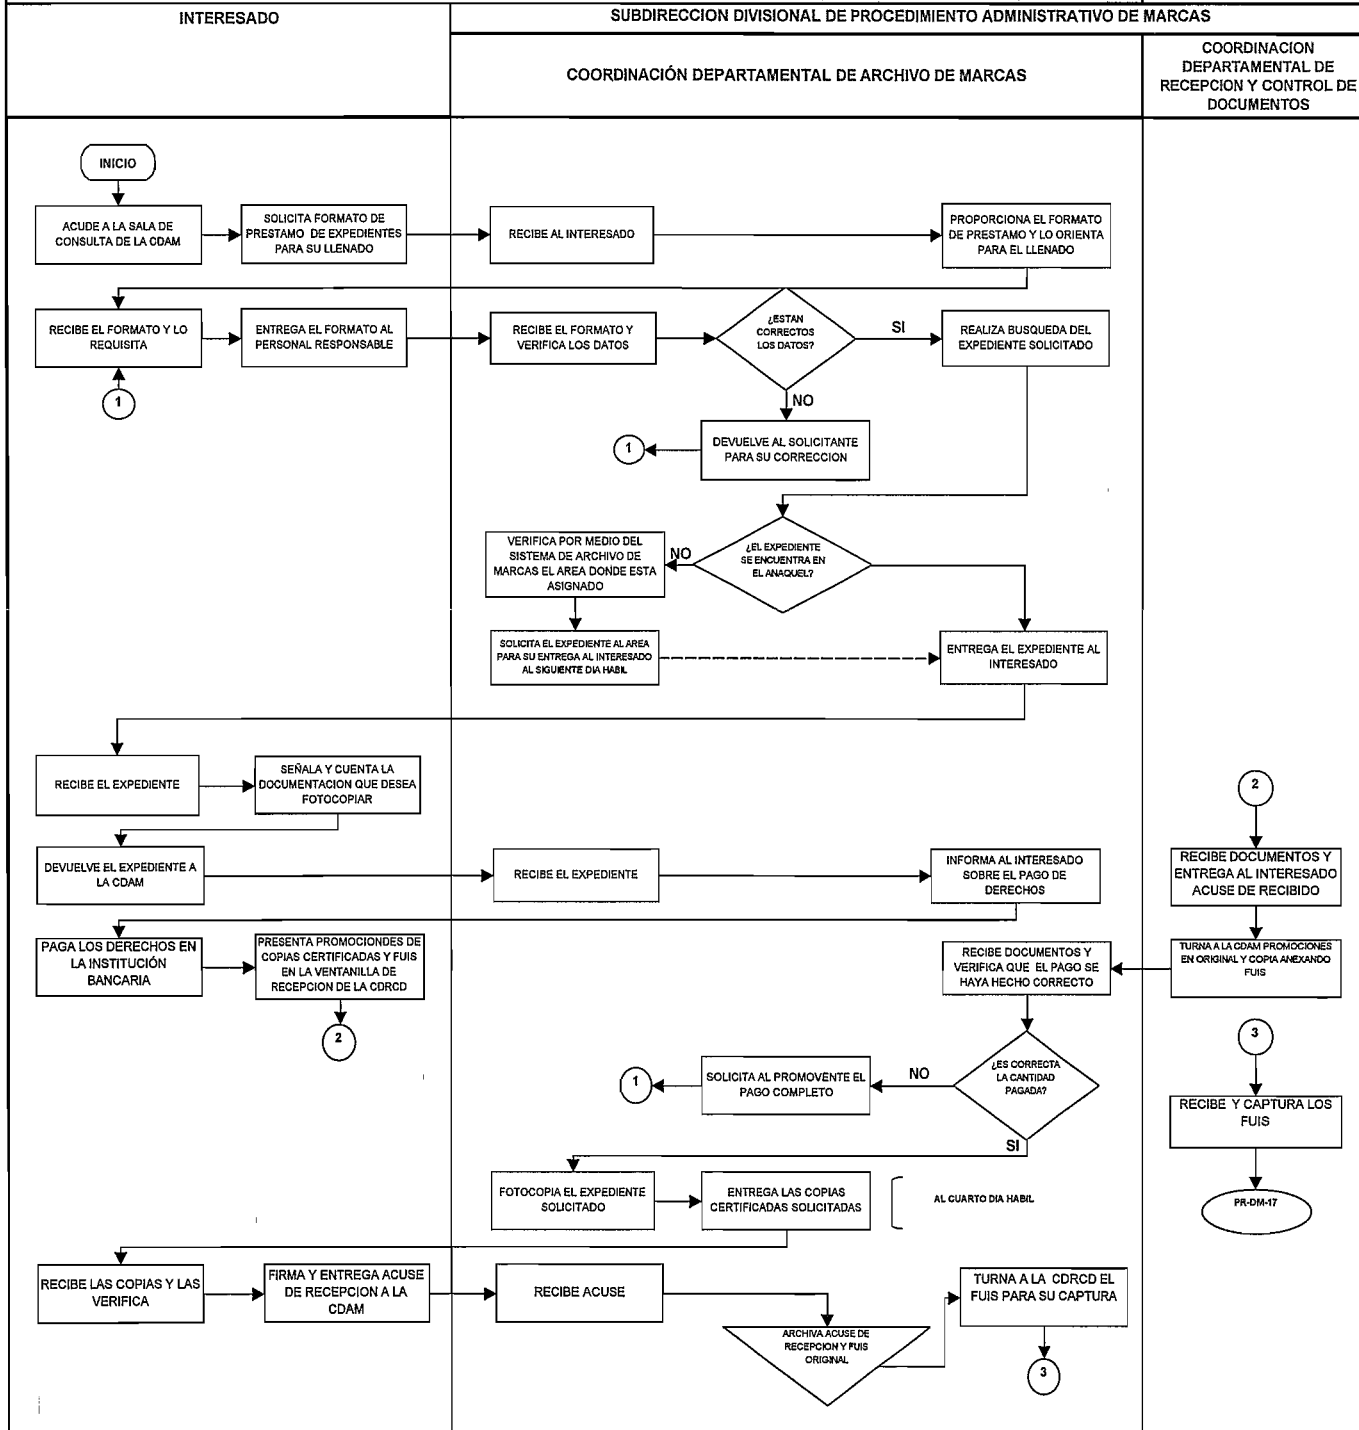 INTERESADO
SUBDIRECCION DIVISIONAL DE PROCEDIMIENTO ADMINISTRATIVO DE MARCAS
COORDINACIÓN DEPARTAMENTAL DE ARCHIVO DE MARCAS
COORDINACION
DEPARTAMENTAL DE
RECEPCION Y CONTROL DE
DOCUMENTOS
INICIO
ACUDE A LA SALA DE
CONSULTA DE LA CDAM
SOLICITA FORMATO DE
PRESTAMO DE EXPEDIENTES
PARA SU LLENADO
RECIBE AL INTERESADO
PROPORCIONA EL FORMATO
DE PRESTAMO Y LO ORIENTA
PARA EL LLENADO
RECIBE EL FORMATO Y LO
REQUISITA
ENTREGA EL FORMATO AL
PERSONAL RESPONSABLE
RECIBE EL FORMATO Y
VERIFICA LOS DATOS
¿ESTAN
CORRECTOS
LOS DATOS?
SI
REALIZA BUSQUEDA DEL
EXPEDIENTE SOLICITADO
1
NO
DEVUELVE AL SOLICITANTE
PARA SU CORRECCION
1
¿EL EXPEDIENTE
SE ENCUENTRA EN
EL ANAQUEL?
NO
VERIFICA POR MEDIO DEL
SISTEMA DE ARCHIVO DE
MARCAS EL AREA DONDE ESTA
ASIGNADO
SOLICITA EL EXPEDIENTE AL AREA
PARA SU ENTREGA AL INTERESADO
AL SIGUIENTE DIA HABIL
ENTREGA EL EXPEDIENTE AL
INTERESADO
RECIBE EL EXPEDIENTE
SEÑALA Y CUENTA LA
DOCUMENTACION QUE DESEA
FOTOCOPIAR
2
DEVUELVE EL EXPEDIENTE A
LA CDAM
RECIBE EL EXPEDIENTE
INFORMA AL INTERESADO
SOBRE EL PAGO DE
DERECHOS
RECIBE DOCUMENTOS Y
ENTREGA AL INTERESADO
ACUSE DE RECIBIDO
PAGA LOS DERECHOS EN
LA INSTITUCIÓN
BANCARIA
PRESENTA PROMOCIONDES DE
COPIAS CERTIFICADAS Y FUIS
EN LA VENTANILLA DE
RECEPCION DE LA CDRCD
RECIBE DOCUMENTOS Y
VERIFICA QUE EL PAGO SE
HAYA HECHO CORRECTO
TURNA A LA CDAM PROMOCIONES
EN ORIGINAL Y COPIA ANEXANDO
FUIS
2
3
¿ES CORRECTA
LA CANTIDAD
PAGADA?
NO
SOLICITA AL PROMOVENTE EL
PAGO COMPLETO
1
RECIBE Y CAPTURA LOS
FUIS
SI
FOTOCOPIA EL EXPEDIENTE
SOLICITADO
ENTREGA LAS COPIAS
CERTIFICADAS SOLICITADAS
AL CUARTO DIA HABIL
PR-DM-17
RECIBE LAS COPIAS Y LAS
VERIFICA
FIRMA Y ENTREGA ACUSE
DE RECEPCION A LA
CDAM
RECIBE ACUSE
ARCHIVA ACUSE DE
RECEPCION Y FUIS
ORIGINAL
TURNA A LA CDRCD EL
FUIS PARA SU CAPTURA
3